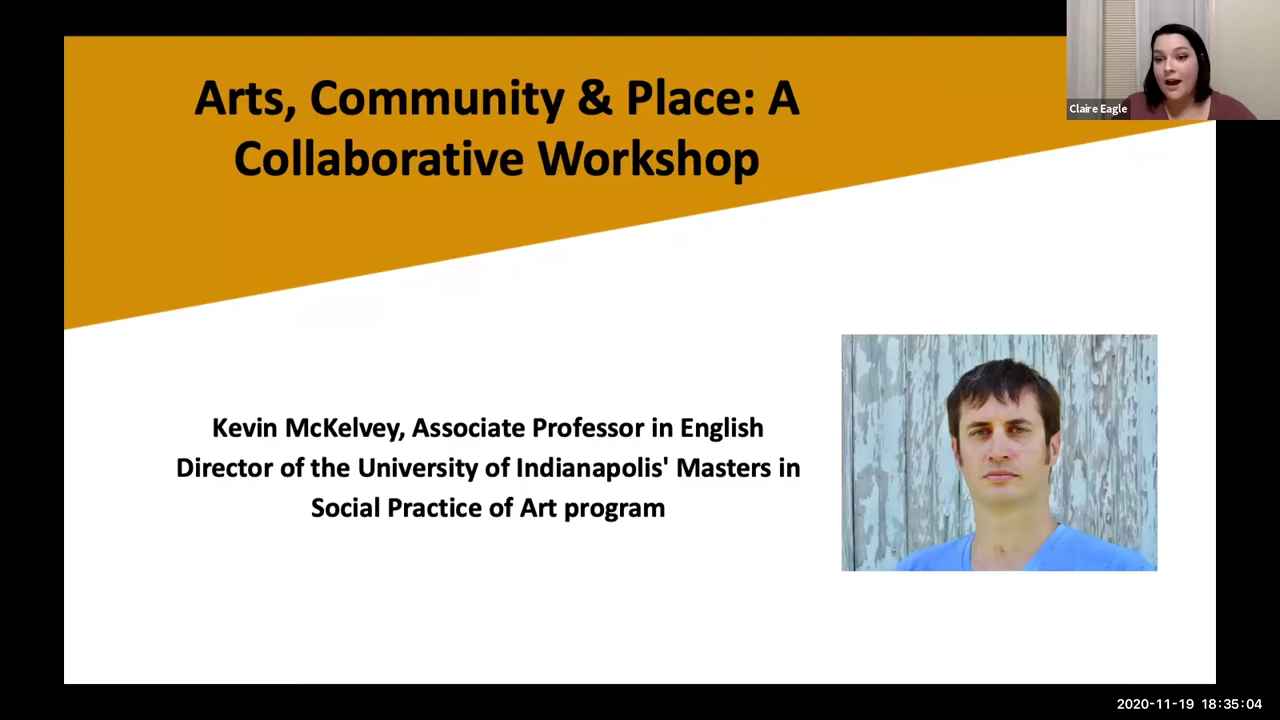 Arts, Community & Place: A
Collaborative Workshop
Claire Eagle
Kevin McKelvey, Associate Professor in English
Director of the University of Indianapolis' Masters in
Social Practice of Art program
2020-11-19 18:35:04